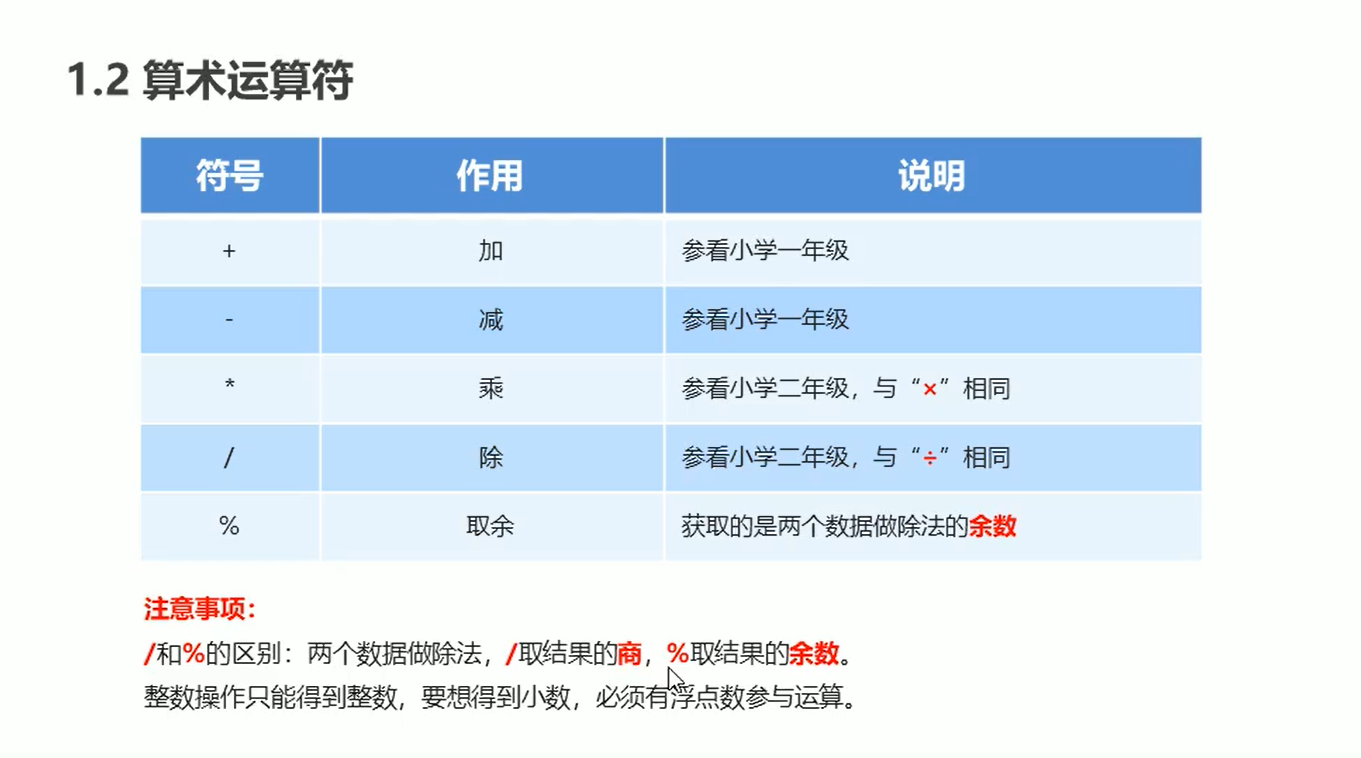 1.2 算术运算符
符号 作用 说明
+ 加 参看小学一年级
- 减 参看小学一年级
* 乘 参看小学二年级，与“×”相同
/ 除 参看小学二年级，与“÷”相同
% 取余 获取的是两个数据做除法的余数
注意事项：
/和%的区别：两个数据做除法，/取结果的商，%取结果的余数。
整数操作只能得到整数，要想得到小数，必须有浮点数参与运算。